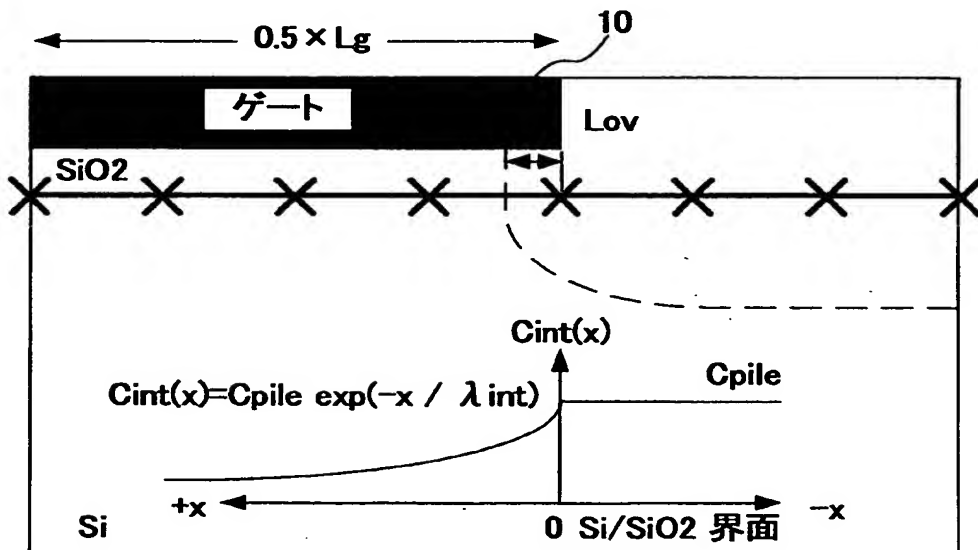 0.5×Lg
10
ゲート
Lov
SiO2
Cint(x)
Cpile
Cint(x)=Cpile exp(-x / λint)
+x
-x
Si
0 Si/SiO2 界面